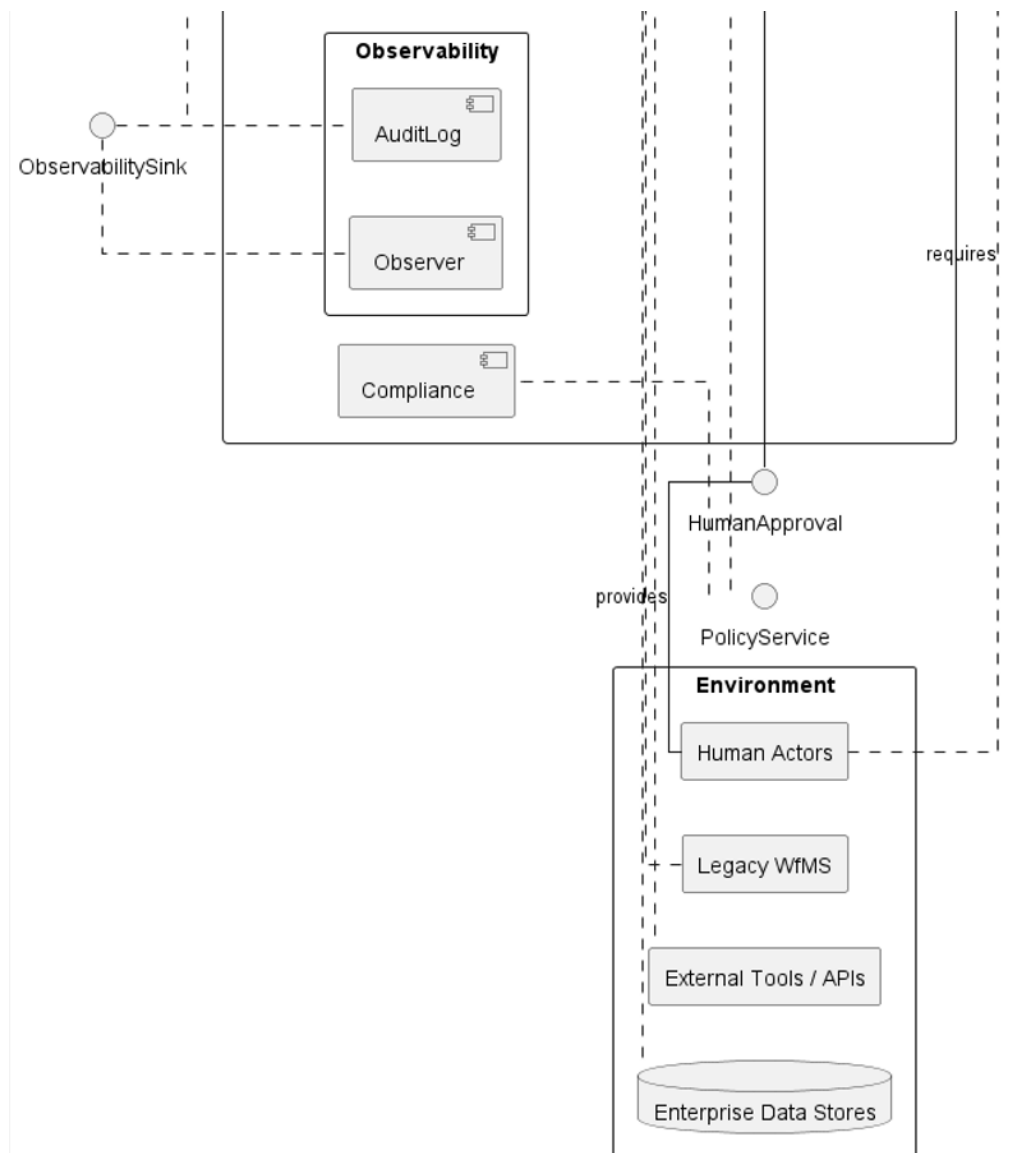 Observability
AuditLog
ObservabilitySink
Observer
requires
Compliance
HumanApproval
provides
PolicyService
Environment
Human Actors
Legacy WfMS
External Tools / APIs
Enterprise Data Stores